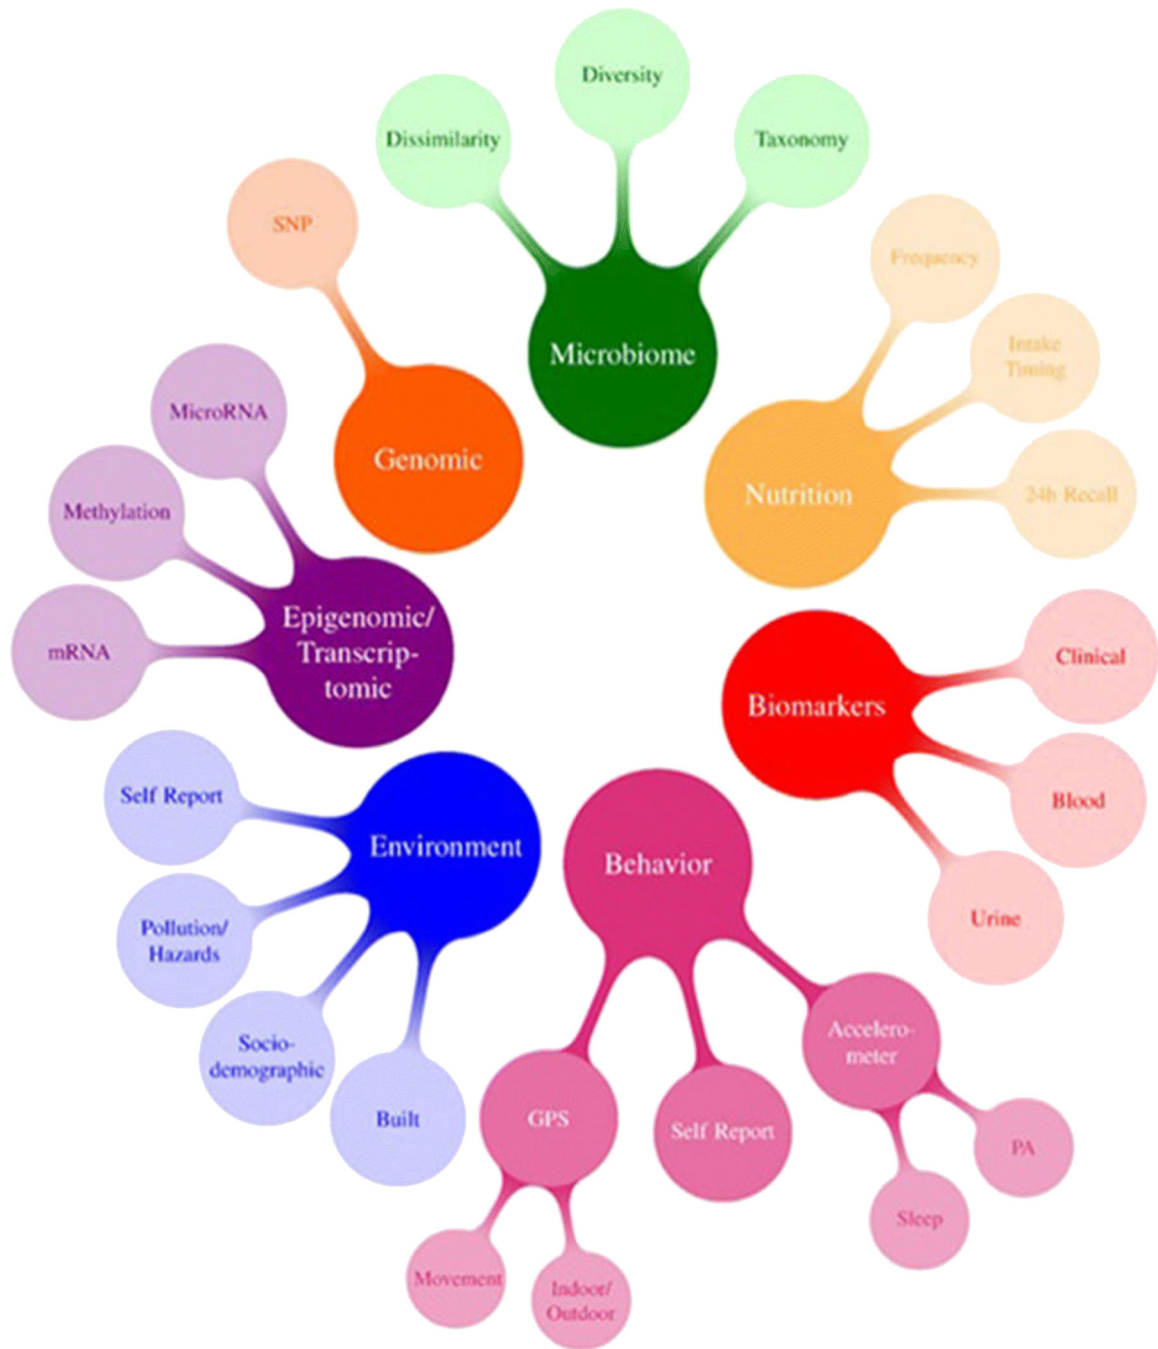 Diversity
Dissimilarity
Taxonomy
SNP
Frequency
Microbiome
Intake
Timing
MicroRNA
Genomic
Nutrition
24h Recall
Methylation
Epigenomic/
Transcrip-
tomic
mRNA
Clinical
Biomarkers
Blood
Self Report
Environment
Behavior
Urine
Pollution/
Hazards
Socio-
demographic
Accelero-
meter
Built
GPS
Self Report
PA
Sleep
Movement
Indoor/
Outdoor